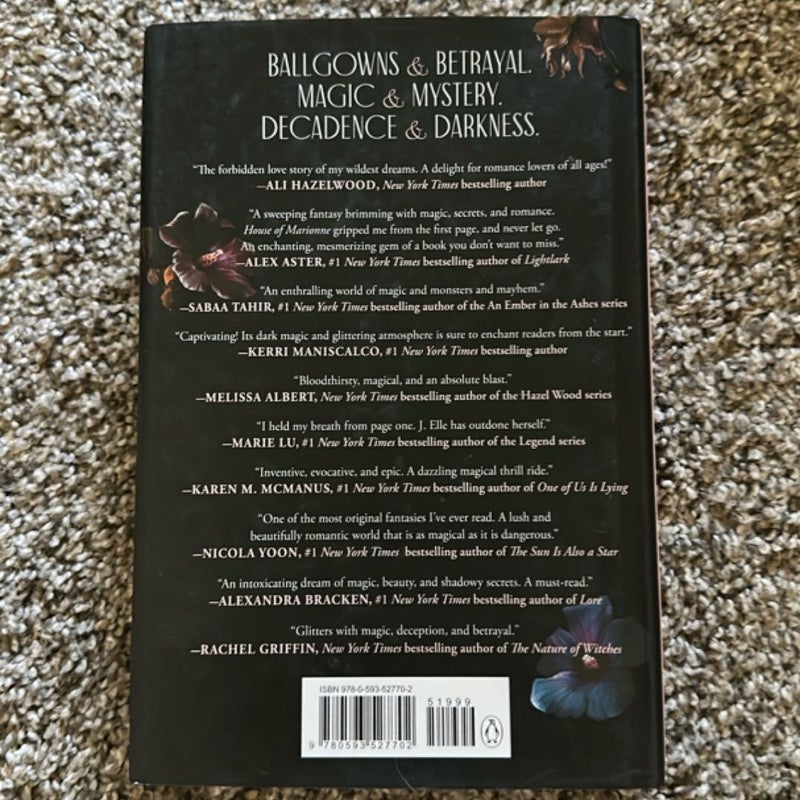 BALLGOWNS & BETRAYAL.
MAGIC & MYSTERY.
DECADENCE & DARKNESS.
“The forbidden love story of my wildest dreams. A delight for romance lovers of all ages!”
—ALI HAZELWOOD, New York Times bestselling author
“A sweeping fantasy brimming with magic, secrets, and romance.
House of Marionne gripped me from the first page, and never let go.
An enchanting, mesmerizing gem of a book you don’t want to miss.”
—ALEX ASTER, #1 New York Times bestselling author of Lightlark
“An enthralling world of magic and monsters and mayhem.”
—SABAA TAHIR, #1 New York Times bestselling author of the An Ember in the Ashes series
“Captivating! Its dark magic and glittering atmosphere is sure to enchant readers from the start.”
—KERRI MANISCALCO, #1 New York Times bestselling author
“Bloodthirsty, magical, and an absolute blast.”
—MELISSA ALBERT, New York Times bestselling author of the Hazel Wood series
“I held my breath from page one. J. Elle has outdone herself.”
—MARIE LU, #1 New York Times bestselling author of the Legend series
“Inventive, evocative, and epic. A dazzling magical thrill ride.”
—KAREN M. MCMANUS, #1 New York Times bestselling author of One of Us Is Lying
“One of the most original fantasies I’ve ever read. A lush and
beautifully romantic world that is as magical as it is dangerous.”
—NICOLA YOON, #1 New York Times bestselling author of The Sun Is Also a Star
“An intoxicating dream of magic, beauty, and shadowy secrets. A must-read.”
—ALEXANDRA BRACKEN, #1 New York Times bestselling author of Lore
“Glitters with magic, deception, and betrayal.”
—RACHEL GRIFFIN, New York Times bestselling author of The Nature of Witches
ISBN 978-0-593-52770-2
51999
9 780593 527702